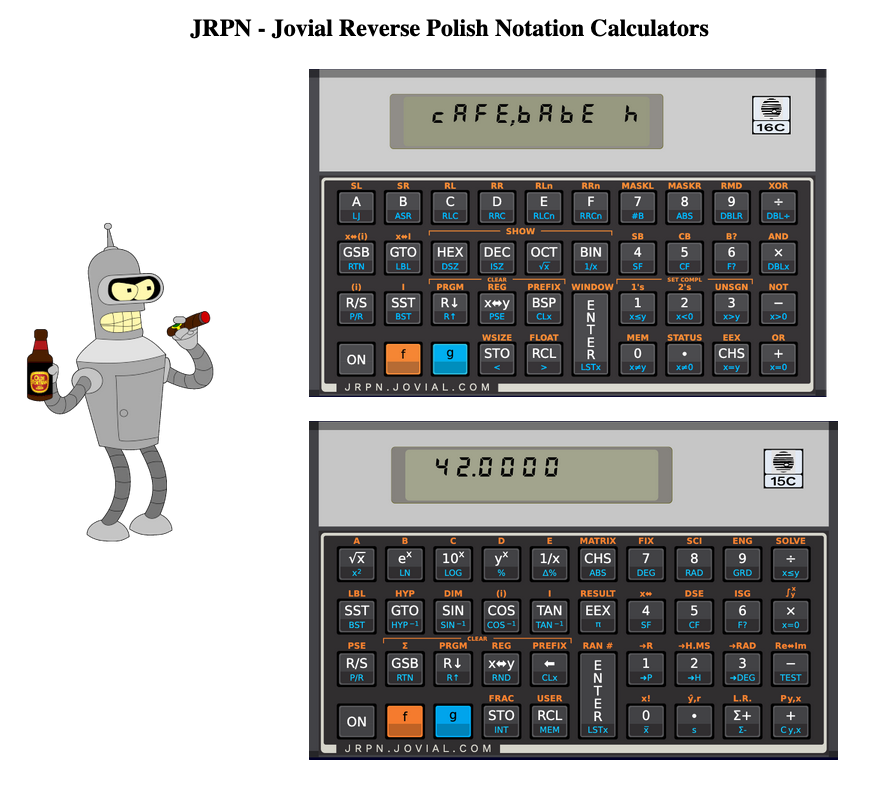 JRPN - Jovial Reverse Polish Notation Calculators
cAFE,bAbE h
16C
SL SR RL RR RLn RRn MASKL MASKR RMD XOR
A B C D E F 7 8 9 ÷
LJ ASR RLC RRC RLCn RRCn #B ABS DBLR DBL÷
SHOW
x⬌(i) x⬌I SB CB B? AND
GSB GTO HEX DEC OCT BIN 4 5 6 ×
RTN LBL DSZ ISZ √x 1/x SF CF F? DBLx
CLEAR SET COMPL
(i) I PRGM REG PREFIX WINDOW 1's 2's UNSGN NOT
R/S SST R↓ x⬌y BSP ENTER 1 2 3 −
P/R BST R↑ PSE CLx x≤y x<0 x>y x>0
WSIZE FLOAT MEM STATUS EEX OR
ON f g STO RCL 0 • CHS +
< > LSTx x≠y x≠0 x=y x=0
JRPN.JOVIAL.COM
42.0000
15C
A B C D E MATRIX FIX SCI ENG SOLVE
√x eˣ 10ˣ yˣ 1/x CHS 7 8 9 ÷
x² LN LOG % Δ% ABS DEG RAD GRD x≤y
LBL HYP DIM (i) I RESULT x⬌ DSE ISG ∫ˣy
SST GTO SIN COS TAN EEX 4 5 6 ×
BST HYP⁻¹ SIN⁻¹ COS⁻¹ TAN⁻¹ π SF CF F? x=0
CLEAR
PSE Σ PRGM REG PREFIX RAN # →R →H.MS →RAD Re⬌Im
R/S GSB R↓ x⬌y ⬅ ENTER 1 2 3 −
P/R RTN R↑ RND CLx →P →H →DEG TEST
FRAC USER x! ŷ,r L.R. Py,x
ON f g STO RCL 0 • Σ+ +
INT MEM LSTx x̅ s Σ- Cy,x
JRPN.JOVIAL.COM